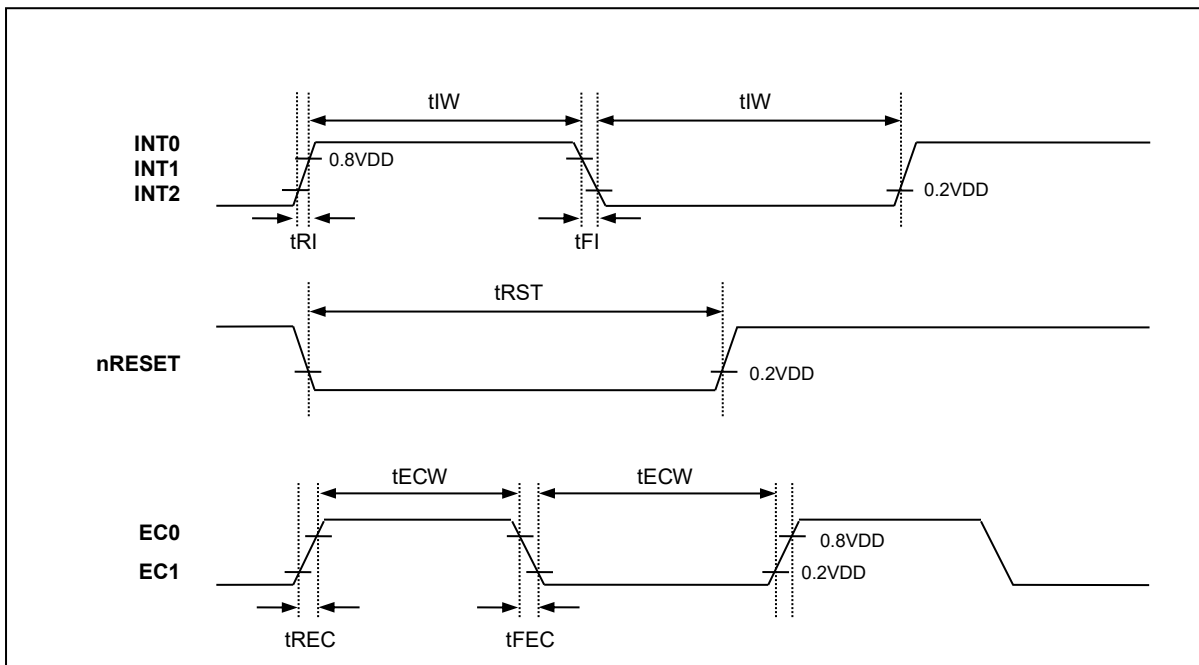 tIW
tIW
INT0
INT1
INT2
0.8VDD
0.2VDD
tRI
tFI
tRST
nRESET
0.2VDD
tECW
tECW
EC0
EC1
0.8VDD
0.2VDD
tREC
tFEC